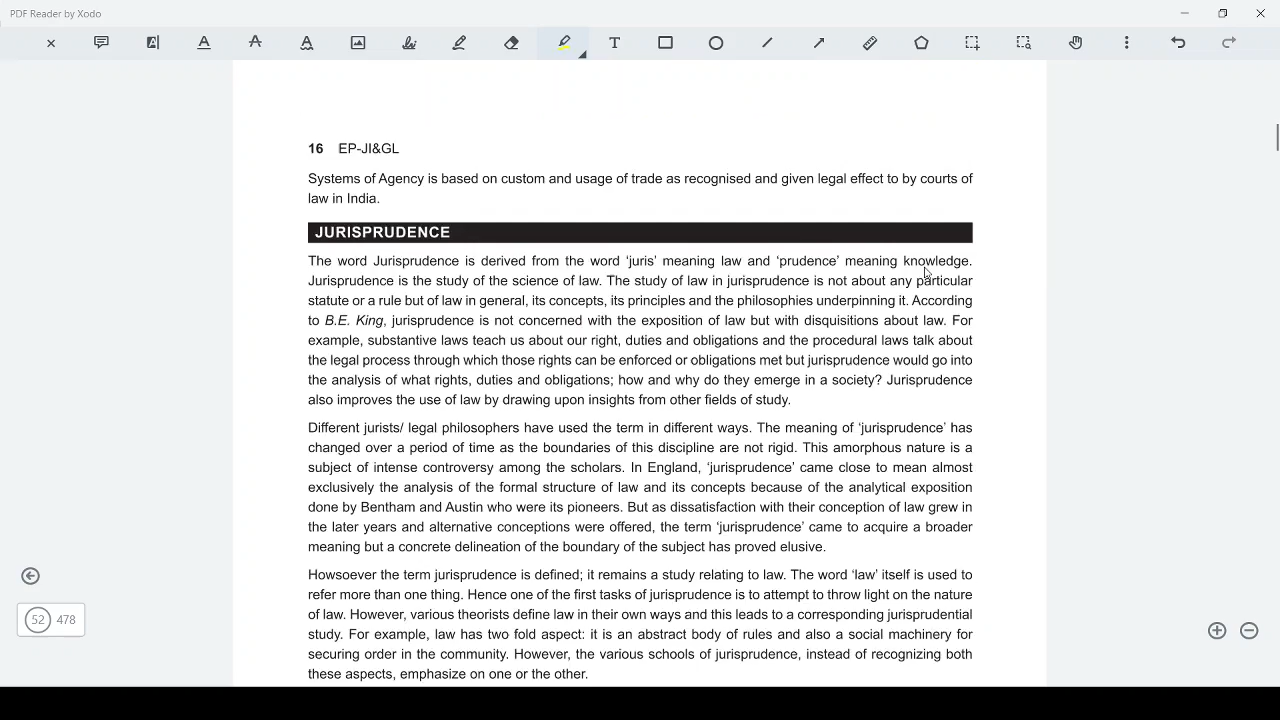 PDF Reader by Xodo
16 EP-JI&GL
Systems of Agency is based on custom and usage of trade as recognised and given legal effect to by courts of
law in India.
JURISPRUDENCE
The word Jurisprudence is derived from the word ‘juris’ meaning law and ‘prudence’ meaning knowledge.
Jurisprudence is the study of the science of law. The study of law in jurisprudence is not about any particular
statute or a rule but of law in general, its concepts, its principles and the philosophies underpinning it. According
to B.E. King, jurisprudence is not concerned with the exposition of law but with disquisitions about law. For
example, substantive laws teach us about our right, duties and obligations and the procedural laws talk about
the legal process through which those rights can be enforced or obligations met but jurisprudence would go into
the analysis of what rights, duties and obligations; how and why do they emerge in a society? Jurisprudence
also improves the use of law by drawing upon insights from other fields of study.
Different jurists/ legal philosophers have used the term in different ways. The meaning of ‘jurisprudence’ has
changed over a period of time as the boundaries of this discipline are not rigid. This amorphous nature is a
subject of intense controversy among the scholars. In England, ‘jurisprudence’ came close to mean almost
exclusively the analysis of the formal structure of law and its concepts because of the analytical exposition
done by Bentham and Austin who were its pioneers. But as dissatisfaction with their conception of law grew in
the later years and alternative conceptions were offered, the term ‘jurisprudence’ came to acquire a broader
meaning but a concrete delineation of the boundary of the subject has proved elusive.
Howsoever the term jurisprudence is defined; it remains a study relating to law. The word ‘law’ itself is used to
refer more than one thing. Hence one of the first tasks of jurisprudence is to attempt to throw light on the nature
of law. However, various theorists define law in their own ways and this leads to a corresponding jurisprudential
study. For example, law has two fold aspect: it is an abstract body of rules and also a social machinery for
securing order in the community. However, the various schools of jurisprudence, instead of recognizing both
these aspects, emphasize on one or the other.
52 478